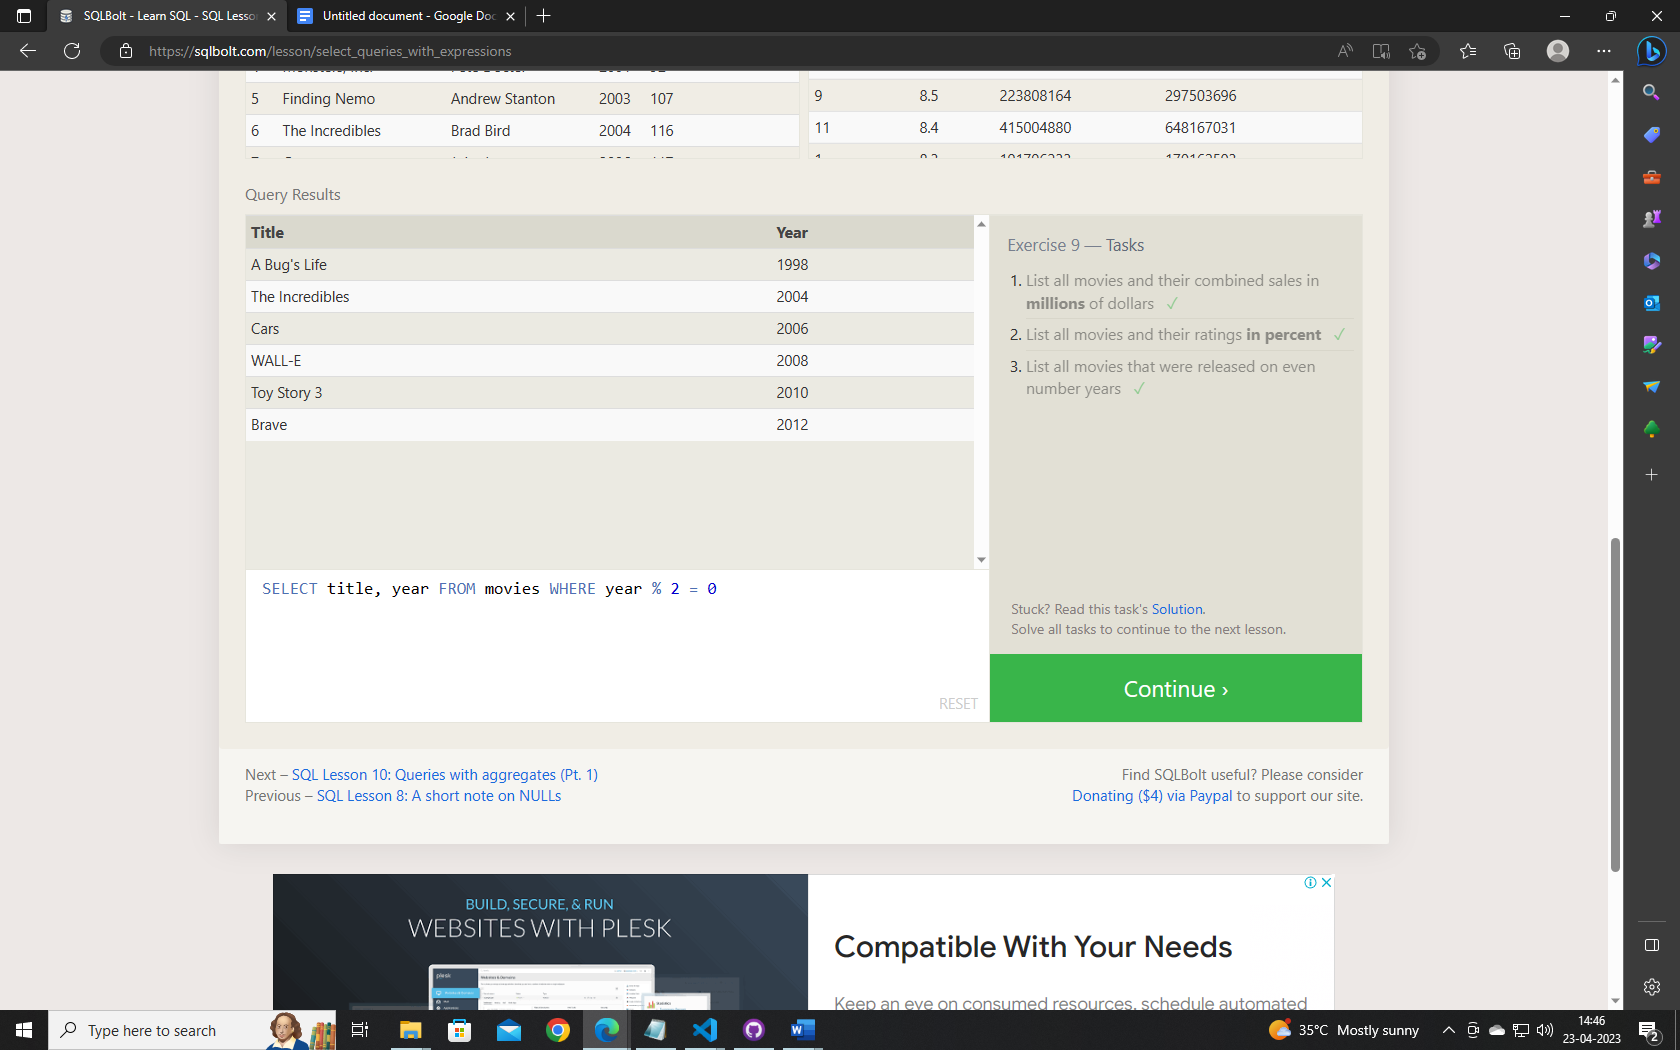 SQLBolt - Learn SQL - SQL Lesso
Untitled document - Google Doc
https://sqlbolt.com/lesson/select_queries_with_expressions
5 Finding Nemo Andrew Stanton 2003 107
6 The Incredibles Brad Bird 2004 116
9 8.5 223808164 297503696
11 8.4 415004880 648167031
Query Results
Title Year
A Bug's Life 1998
The Incredibles 2004
Cars 2006
WALL-E 2008
Toy Story 3 2010
Brave 2012
Exercise 9 — Tasks
1. List all movies and their combined sales in
millions of dollars ✓
2. List all movies and their ratings in percent ✓
3. List all movies that were released on even
number years ✓
SELECT title, year FROM movies WHERE year % 2 = 0
RESET
Stuck? Read this task's Solution.
Solve all tasks to continue to the next lesson.
Continue ›
Next – SQL Lesson 10: Queries with aggregates (Pt. 1)
Previous – SQL Lesson 8: A short note on NULLs
Find SQLBolt useful? Please consider
Donating ($4) via Paypal to support our site.
BUILD, SECURE, & RUN
WEBSITES WITH PLESK
plesk
Compatible With Your Needs
Keep an eye on consumed resources, schedule automated
Type here to search
35°C Mostly sunny
14:46
23-04-2023
2